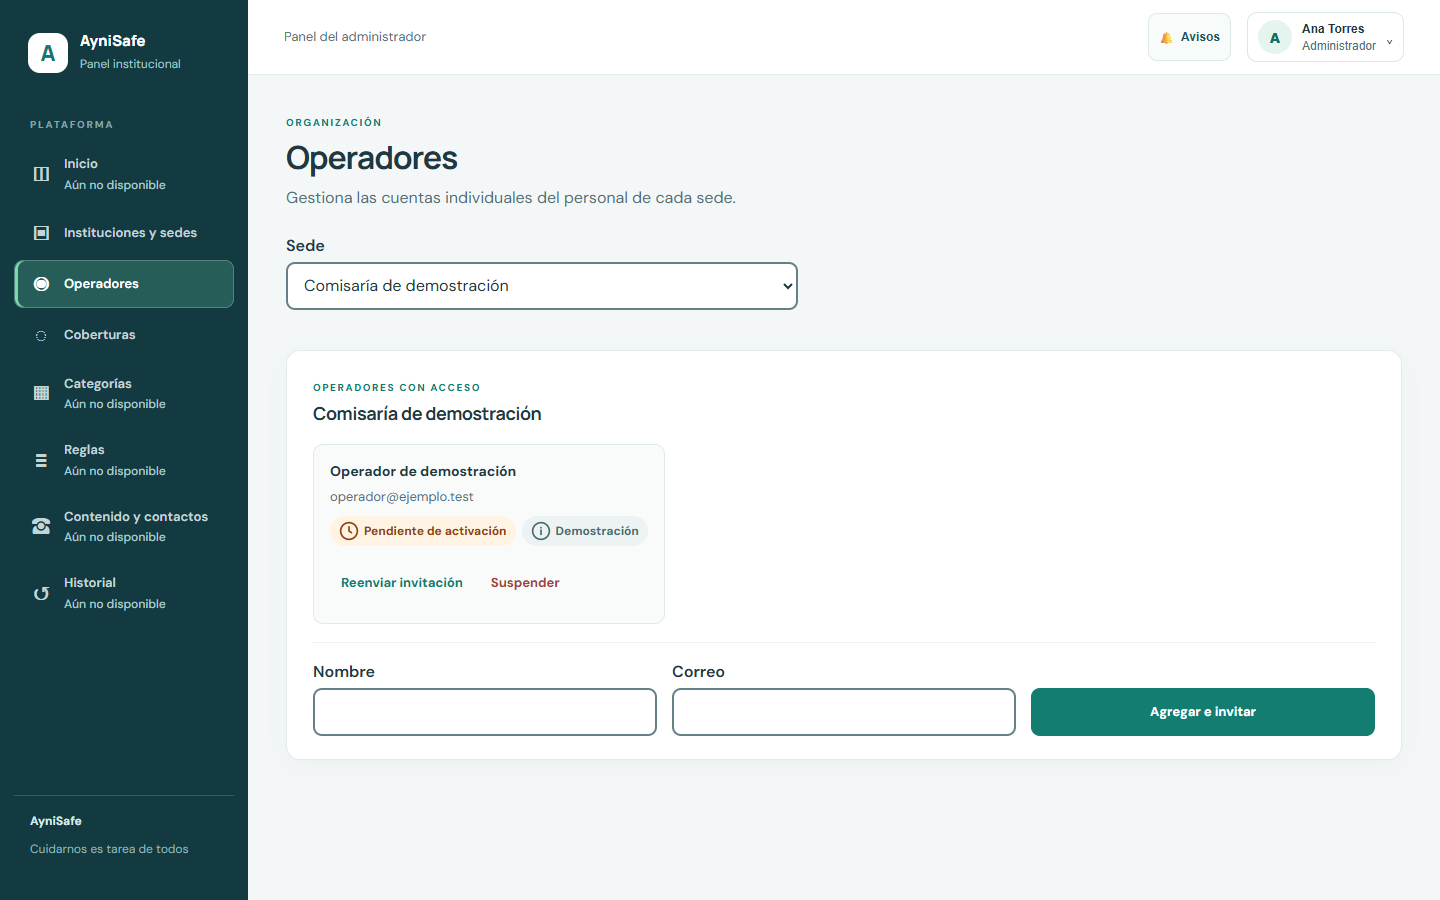 A
AyniSafe
Panel institucional
PLATAFORMA
Inicio
Aún no disponible
Instituciones y sedes
Operadores
Coberturas
Categorías
Aún no disponible
Reglas
Aún no disponible
Contenido y contactos
Aún no disponible
Historial
Aún no disponible
AyniSafe
Cuidarnos es tarea de todos
Panel del administrador
Avisos
A
Ana Torres
Administrador
ORGANIZACIÓN
Operadores
Gestiona las cuentas individuales del personal de cada sede.
Sede
Comisaría de demostración
OPERADORES CON ACCESO
Comisaría de demostración
Operador de demostración
operador@ejemplo.test
Pendiente de activación
Demostración
Reenviar invitación
Suspender
Nombre
Correo
Agregar e invitar